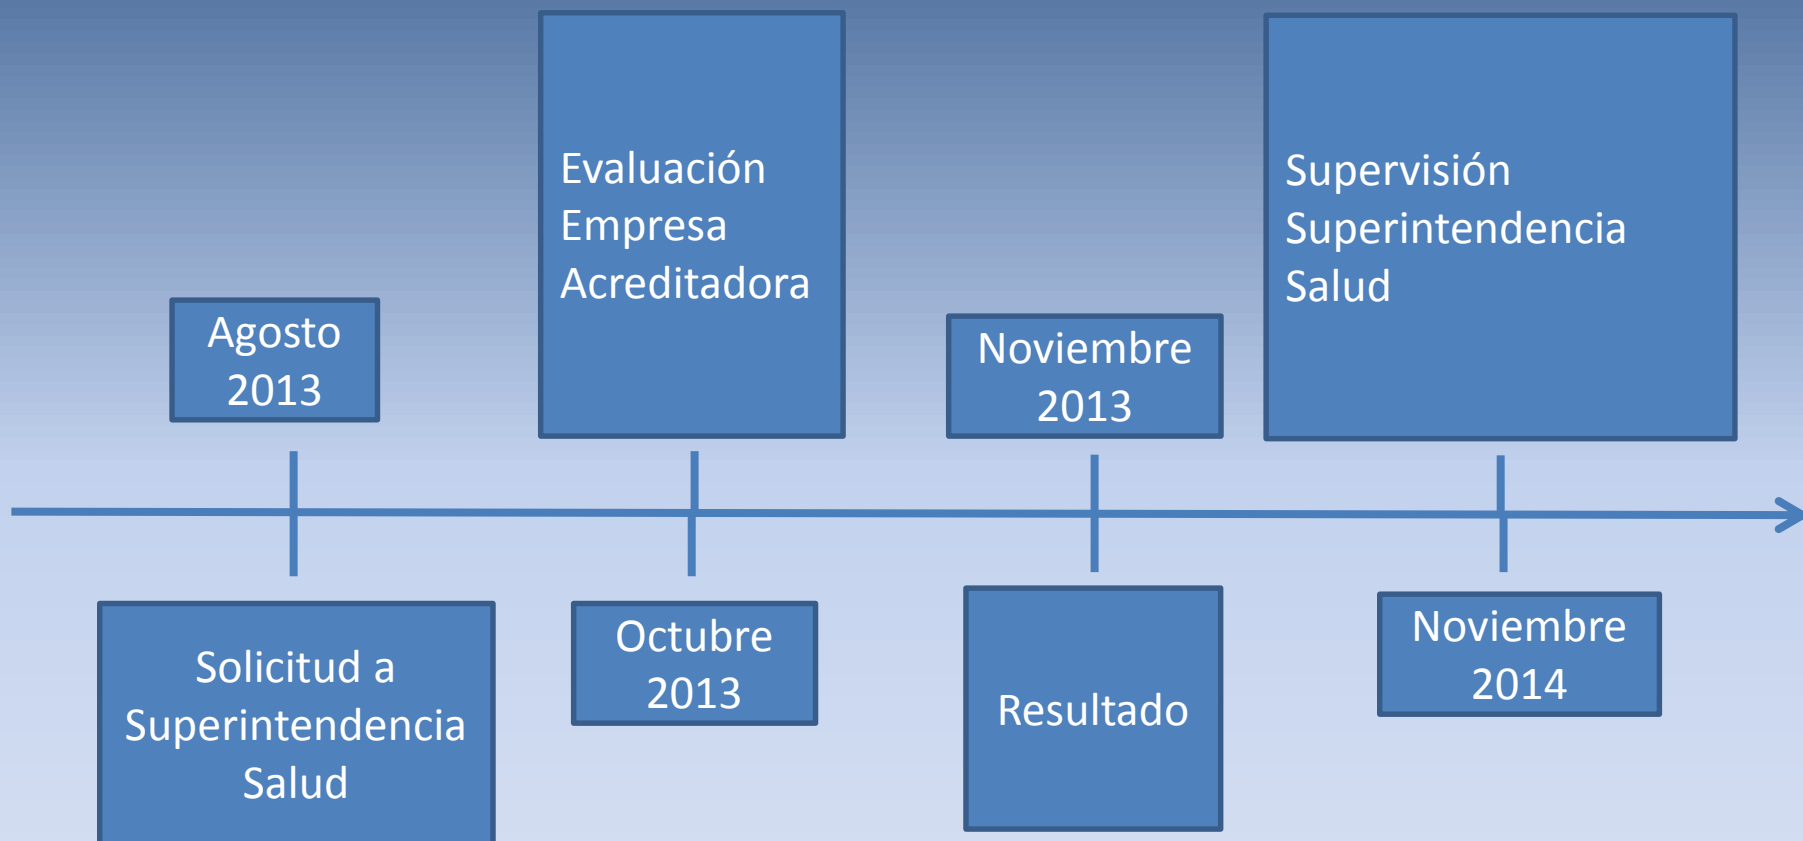 Agosto
2013
Solicitud a
Superintendencia
Salud
Evaluación
Empresa
Acreditadora
Octubre
2013
Noviembre
2013
Resultado
Supervisión
Superintendencia
Salud
Noviembre
2014